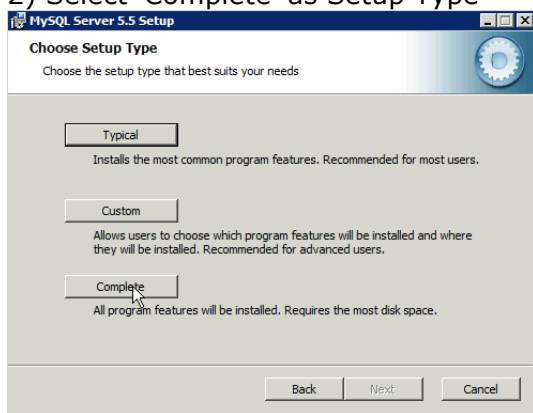 2) Select 'Complete' as Setup Type
MySQL Server 5.5 Setup
Choose Setup Type
Choose the setup type that best suits your needs
Typical
Installs the most common program features. Recommended for most users.
Custom
Allows users to choose which program features will be installed and where
they will be installed. Recommended for advanced users.
Complete
All program features will be installed. Requires the most disk space.
Back
Next
Cancel